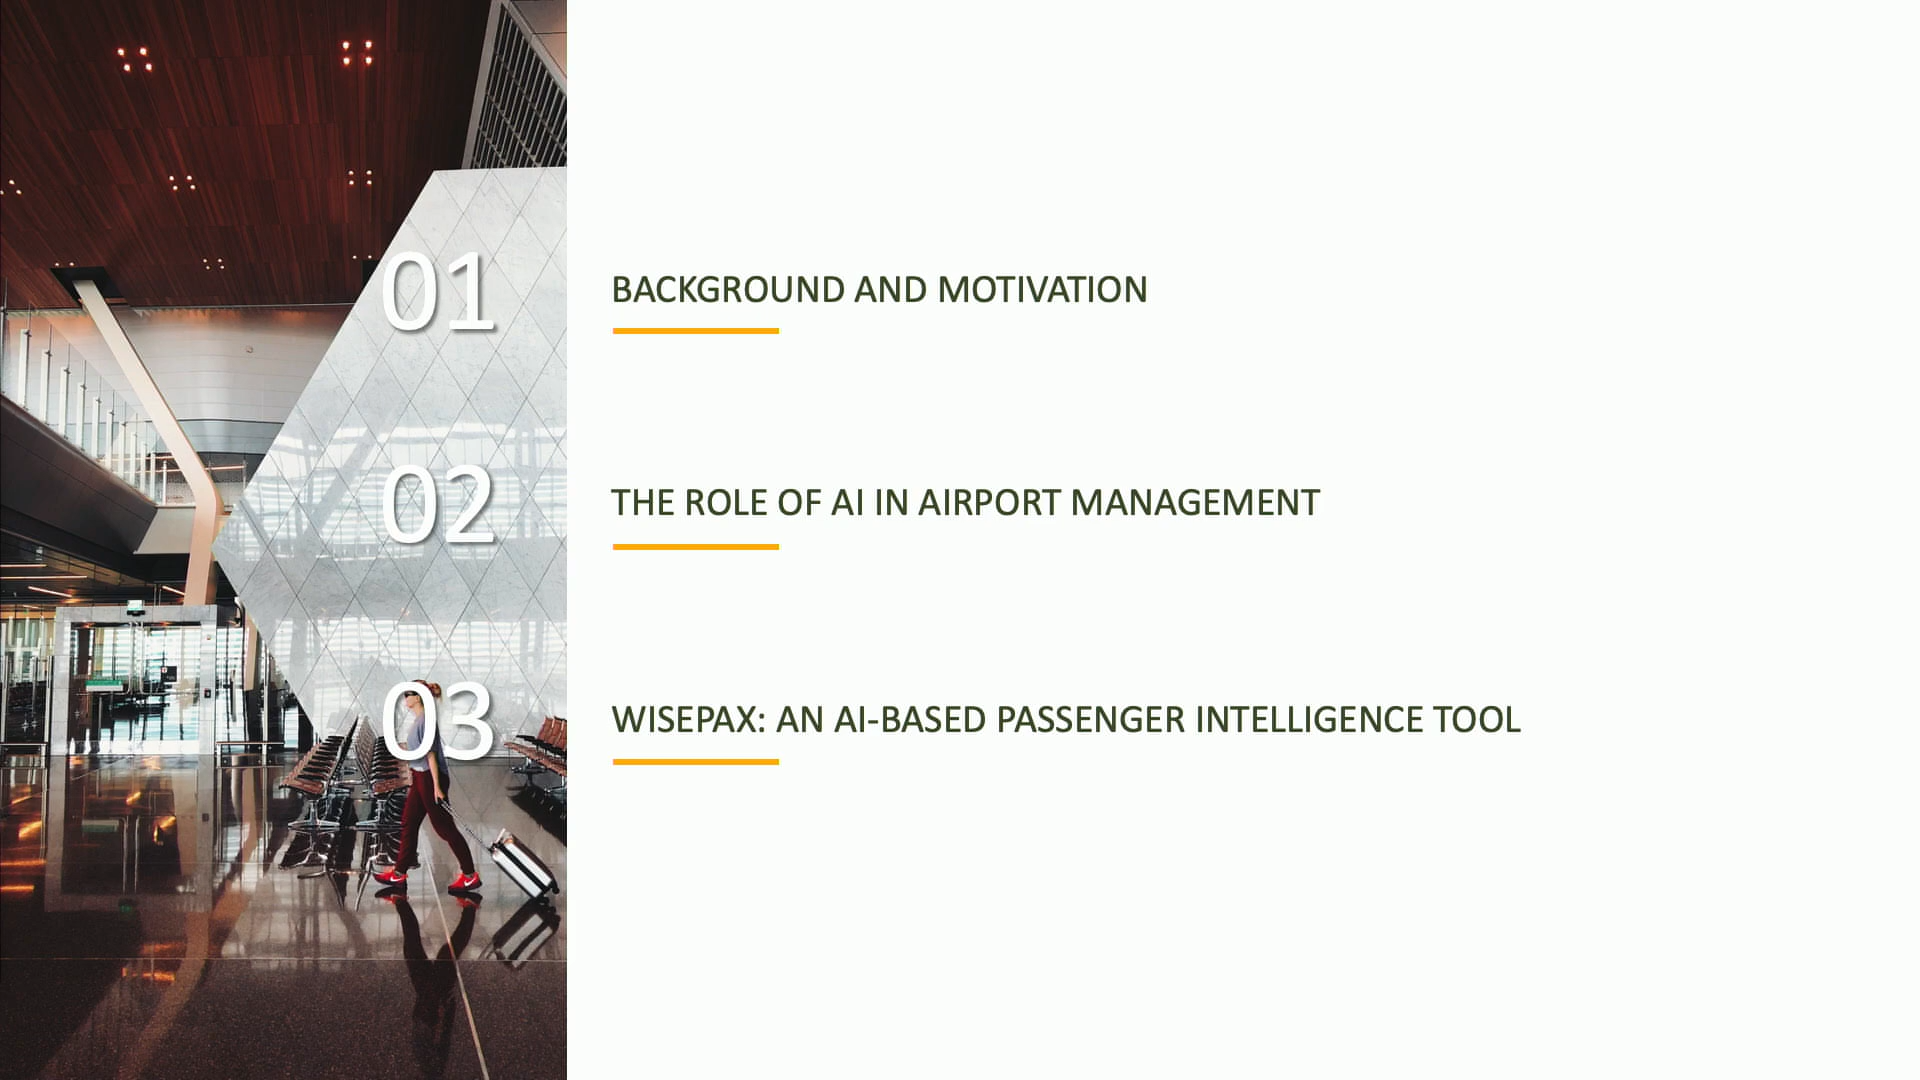 01
BACKGROUND AND MOTIVATION
02
THE ROLE OF AI IN AIRPORT MANAGEMENT
03
WISEPAX: AN AI-BASED PASSENGER INTELLIGENCE TOOL